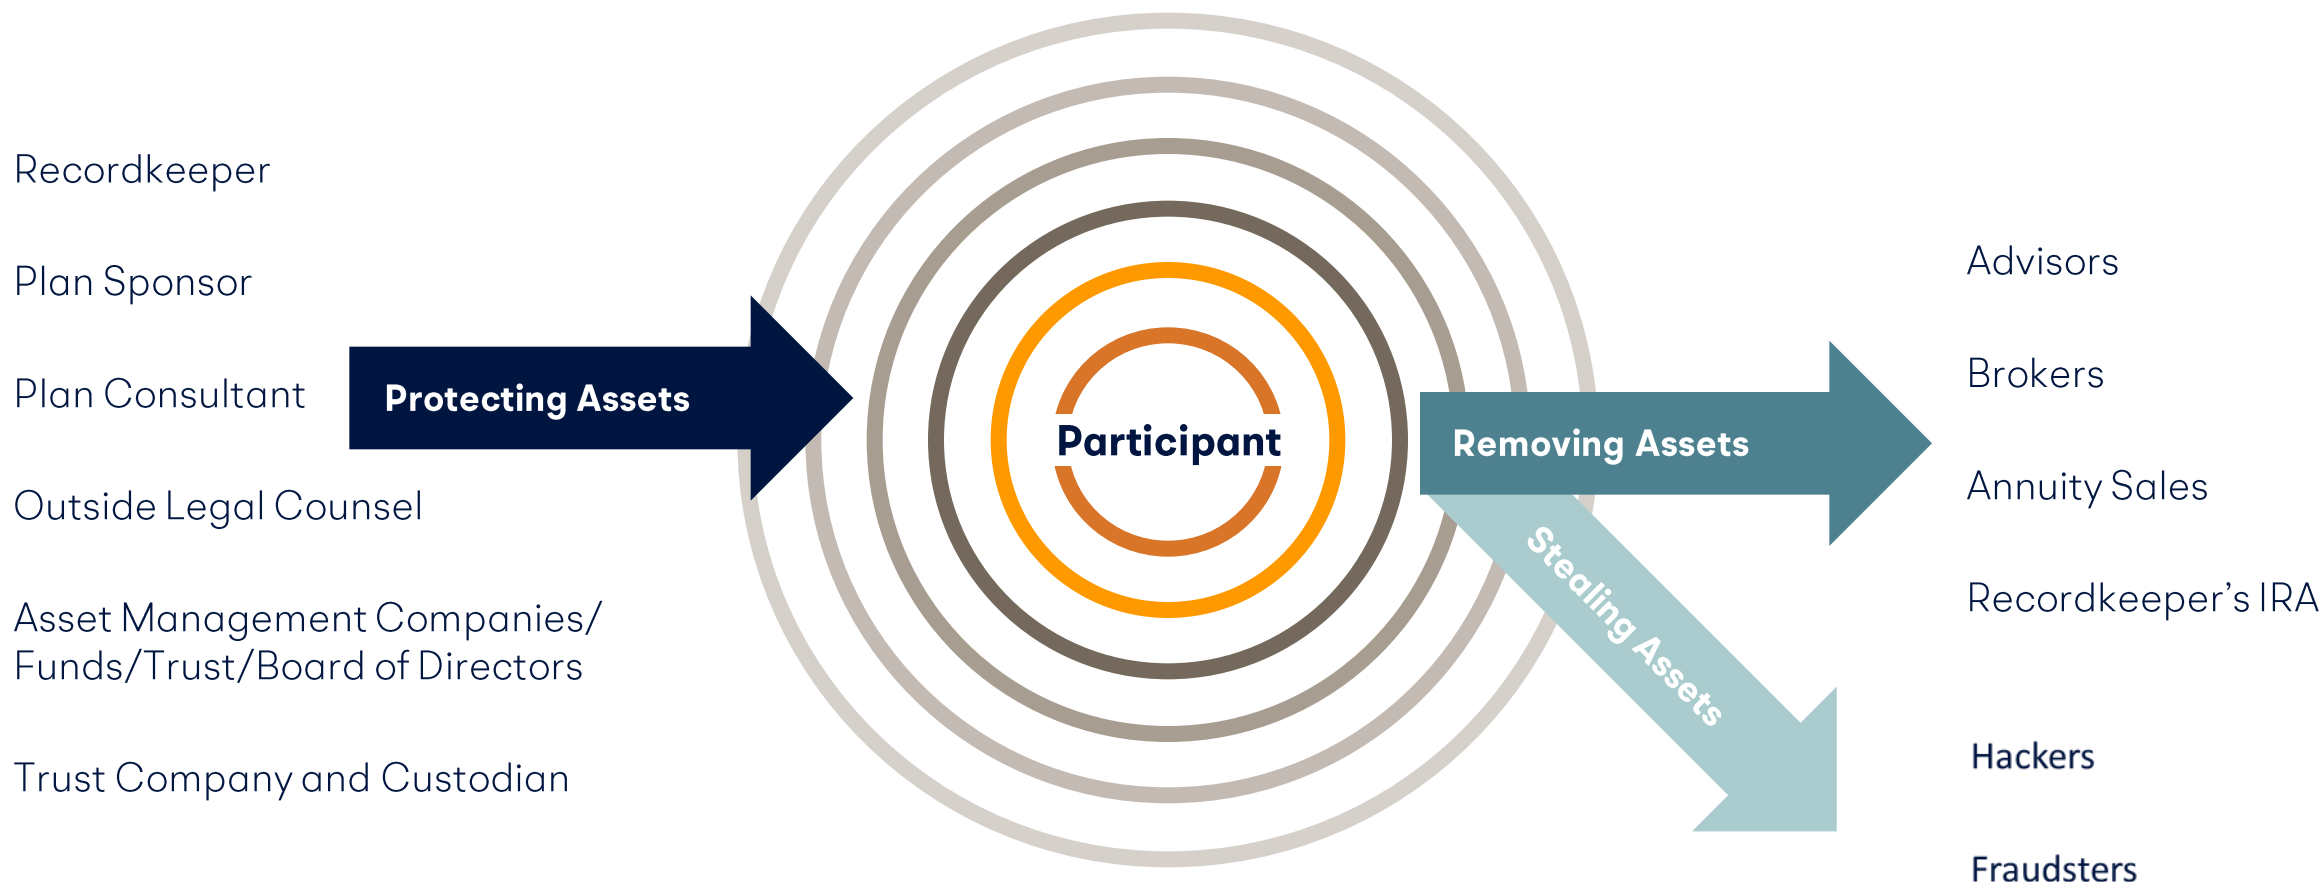 Recordkeeper
Plan Sponsor
Plan Consultant
Outside Legal Counsel
Asset Management Companies/
Funds/Trust/Board of Directors
Trust Company and Custodian
Protecting Assets
Participant
Removing Assets
Stealing Assets
Advisors
Brokers
Annuity Sales
Recordkeeper’s IRA
Hackers
Fraudsters